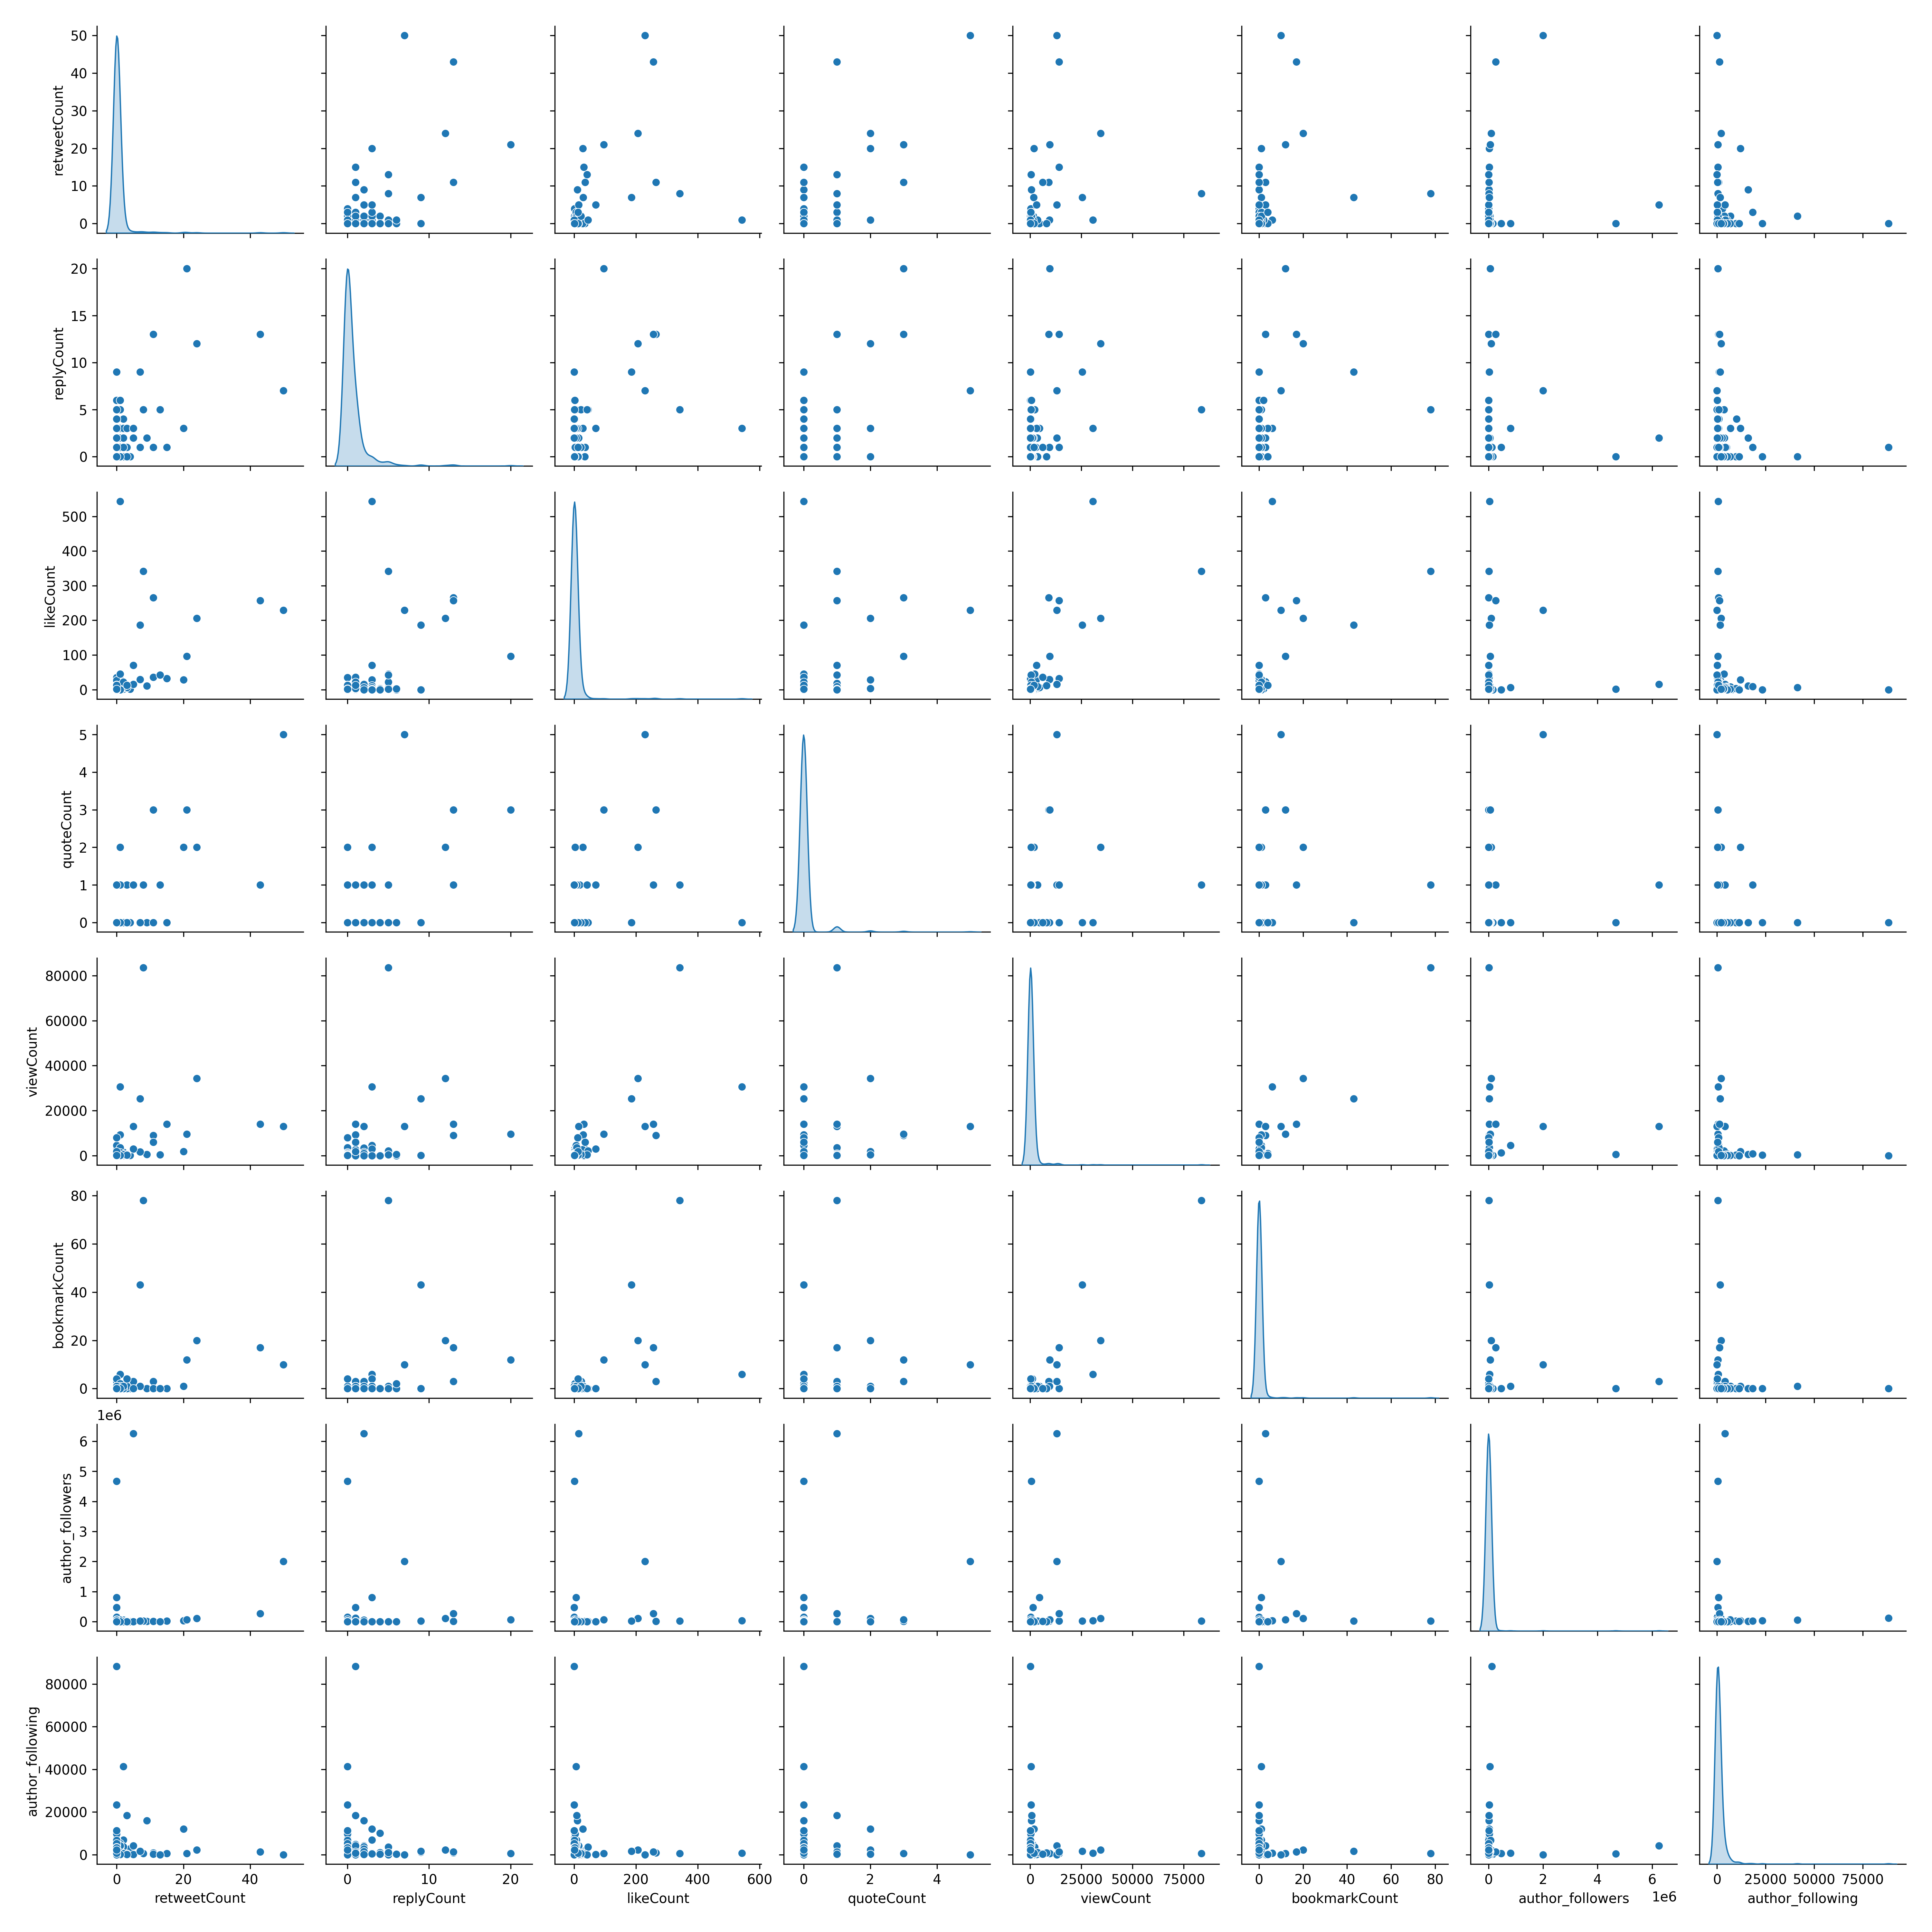 50
40
30
20
10
0
retweetCount
20
15
10
5
0
replyCount
500
400
300
200
100
0
likeCount
5
4
3
2
1
0
quoteCount
80000
60000
40000
20000
0
viewCount
80
60
40
20
0
bookmarkCount
1e6
6
5
4
3
2
1
0
author_followers
80000
60000
40000
20000
0
author_following
0 20 40
retweetCount
0 10 20
replyCount
0 200 400 600
likeCount
0 2 4
quoteCount
0 25000 50000 75000
viewCount
0 20 40 60 80
bookmarkCount
0 2 4 6
author_followers 1e6
0 25000 50000 75000
author_following